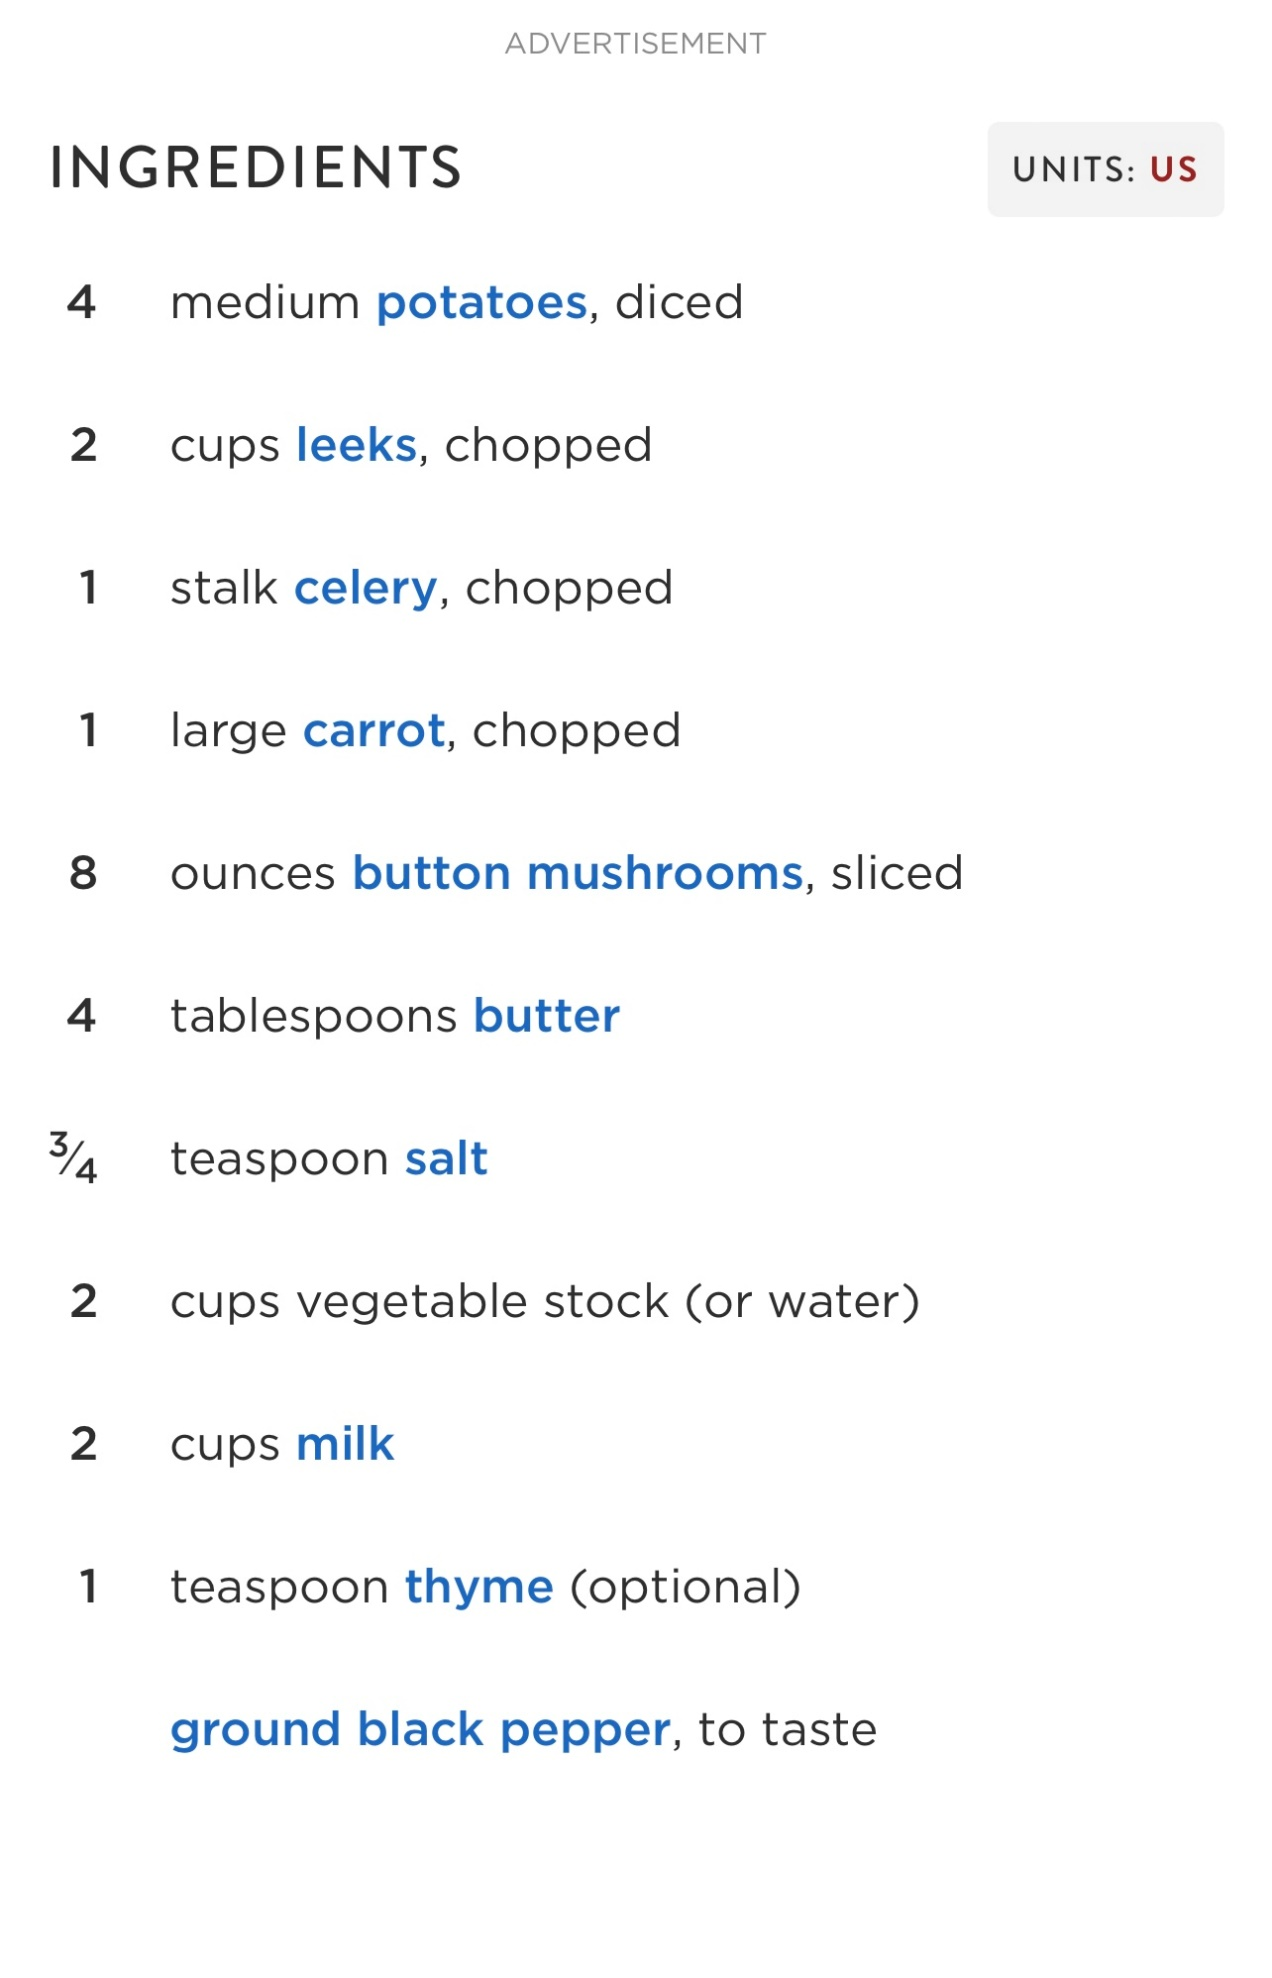 ADVERTISEMENT
INGREDIENTS UNITS: US
4 medium potatoes, diced
2 cups leeks, chopped
1 stalk celery, chopped
1 large carrot, chopped
8 ounces button mushrooms, sliced
4 tablespoons butter
3⁄4 teaspoon salt
2 cups vegetable stock (or water)
2 cups milk
1 teaspoon thyme (optional)
ground black pepper, to taste